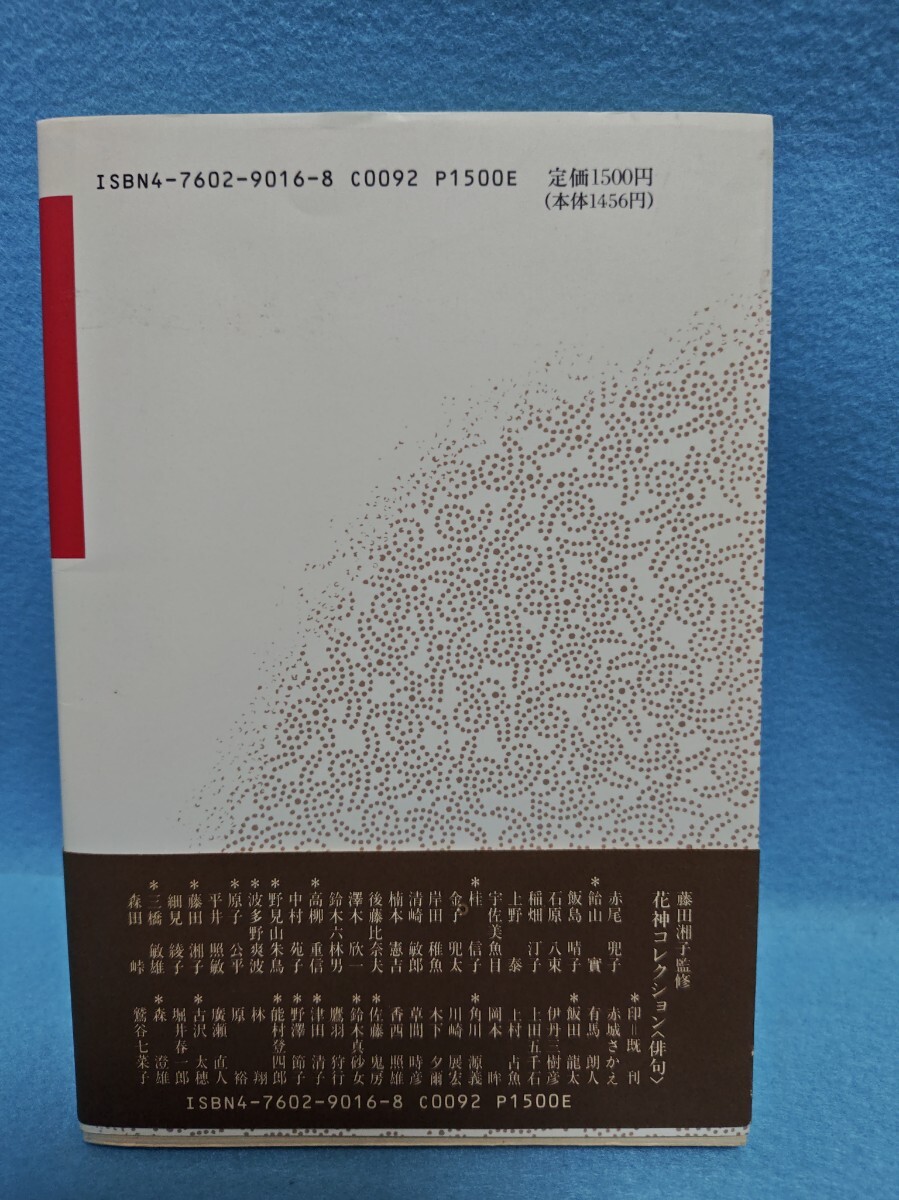 ISBN4-7602-9016-8 C0092 P1500E
定価1500円
(本体1456円)
藤田湘子監修
花神コレクション〈俳句〉
*印=既刊
赤尾兜子
*飴山實
飯島晴子
石原八束
稲畑汀子
上野泰
宇佐美魚目
*桂信子
金子兜太
岸田稚魚
清崎敏郎
楠本憲吉
後藤比奈夫
澤木欣一
鈴木六林男
*高柳重信
中村苑子
*野見山朱鳥
*波多野爽波
*原子公平
平井照敏
*藤田湘子
細見綾子
*三橋敏雄
森田峠
赤城さかえ
有馬朗人
*飯田龍太
伊丹三樹彦
上田五千石
上村占魚
岡本眸
*角川源義
川崎展宏
木下夕爾
草間時彦
香西照雄
*佐藤鬼房
*鈴木真砂女
鷹羽狩行
*津田清子
*野澤節子
*能村登四郎
林翔
原裕
廣瀬直人
*古沢太穂
堀井春一郎
*森澄雄
鷲谷七菜子
ISBN4-7602-9016-8 C0092 P1500E